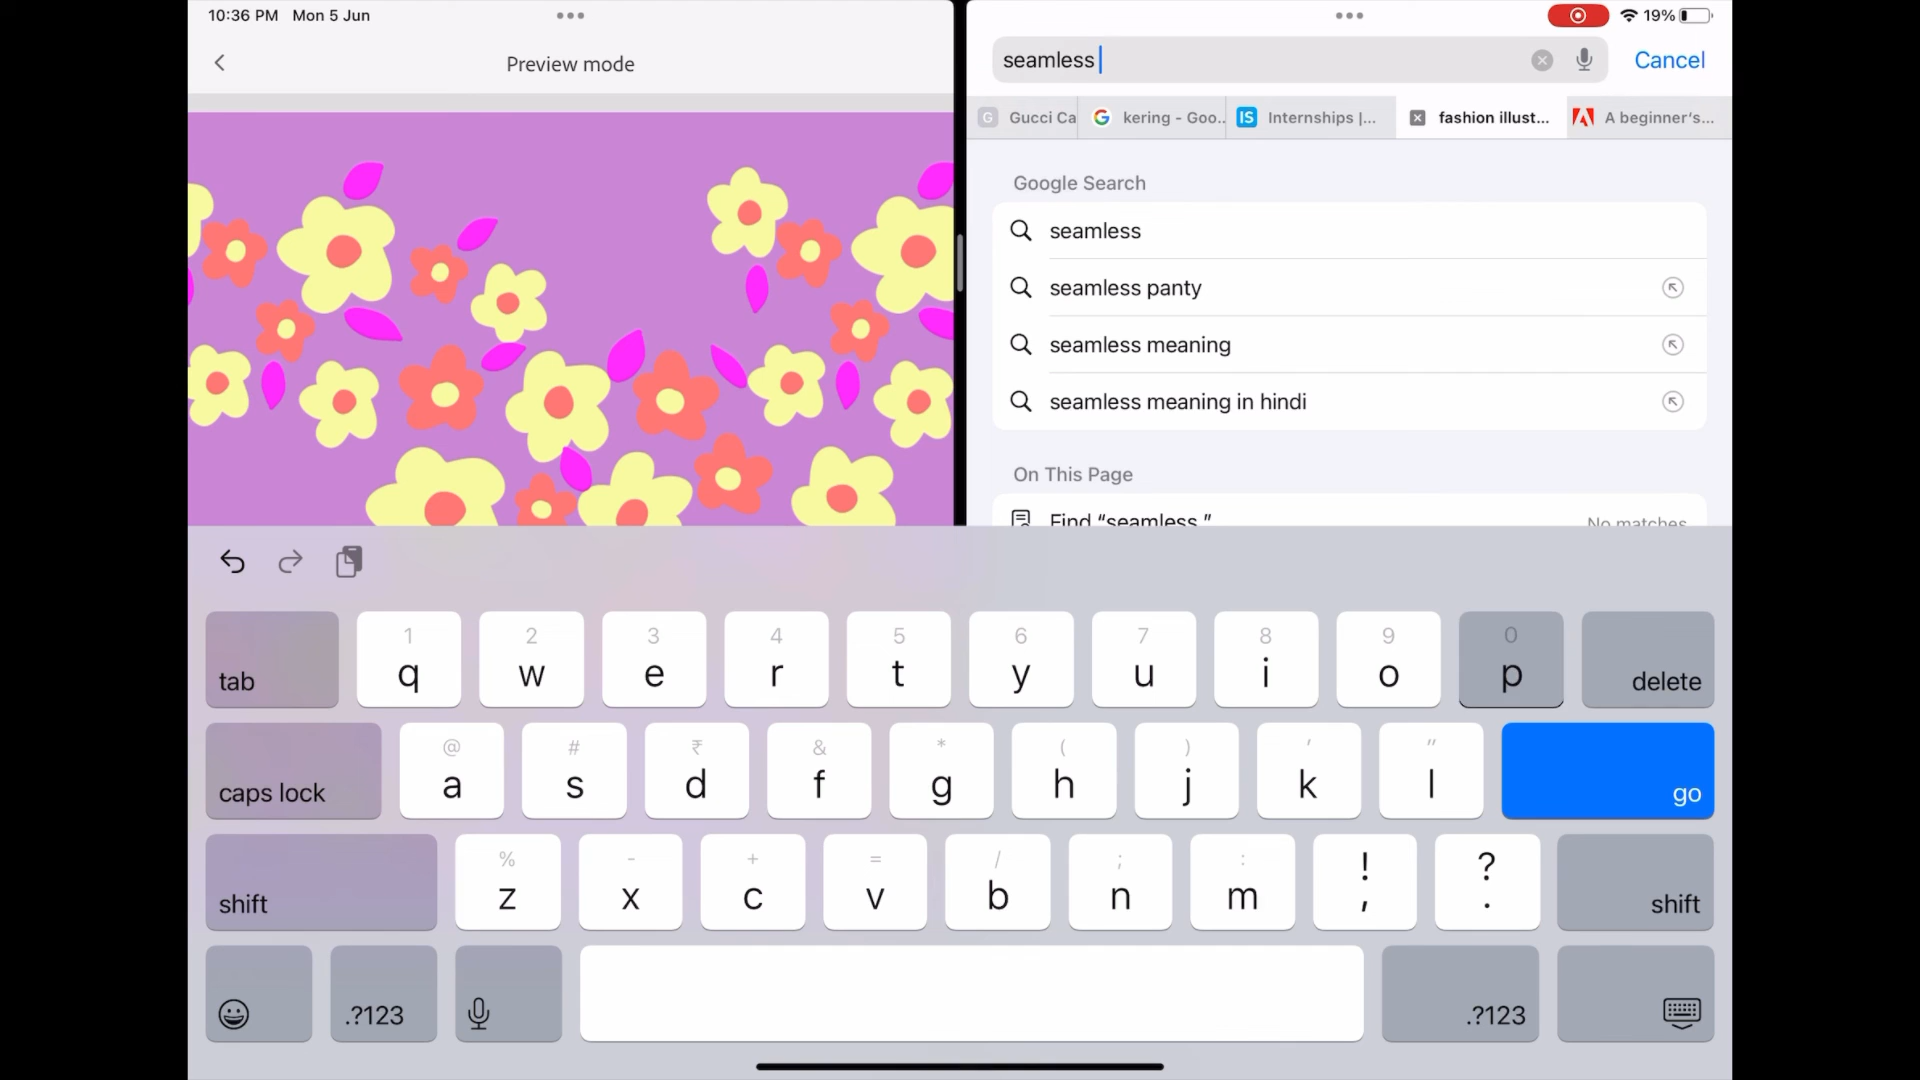 10:36 PM Mon 5 Jun
19%
Preview mode
seamless
Cancel
G Gucci Ca
kering - Goo..
IS Internships |...
fashion illust...
A beginner's...
Google Search
seamless
seamless panty
seamless meaning
seamless meaning in hindi
On This Page
Find “seamless ”
No matches
tab
1 2 3 4 5 6 7 8 9 0
q w e r t y u i o p
delete
@ # ₹ & * ( ) ' "
caps lock
a s d f g h j k l
go
% - + = / ; : ! ?
shift
z x c v b n m , .
shift
.?123
.?123